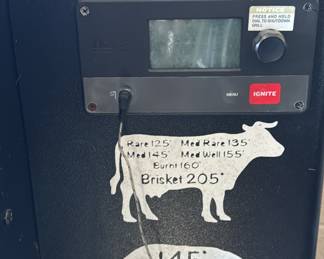 NOTICE
PRESS AND HOLD
DIAL TO SHUTDOWN
GRILL
MENU
IGNITE
Rare 125° Med Rare 135°
Med 145° Med Well 155°
Burnt 160°
Brisket 205°
145°